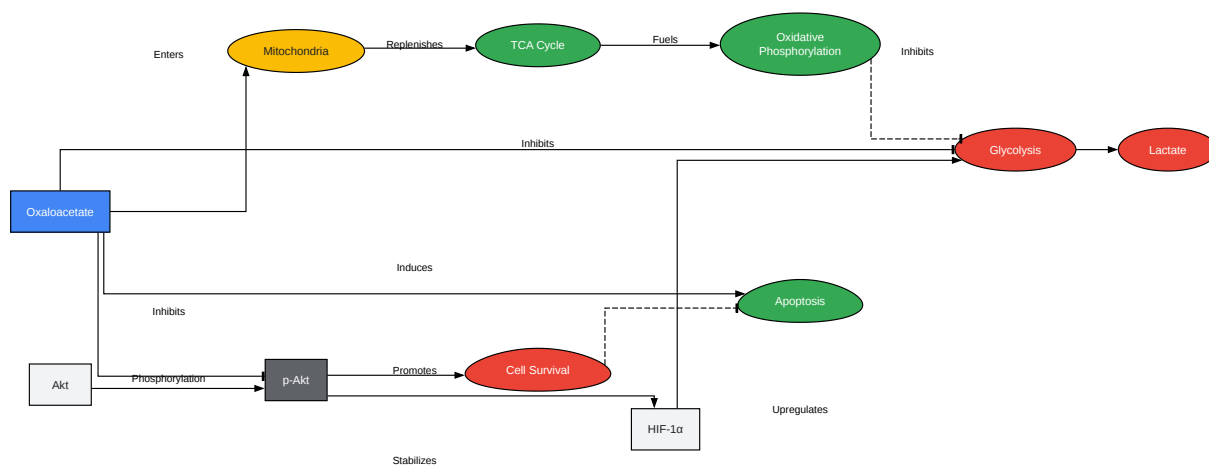 Oxidative
Phosphorylation
Enters
Mitochondria
Replenishes
TCA Cycle
Fuels
Inhibits
Inhibits
Glycolysis
Lactate
Oxaloacetate
Induces
Apoptosis
Inhibits
Akt
Phosphorylation
p-Akt
Promotes
Cell Survival
Upregulates
HIF-1α
Stabilizes